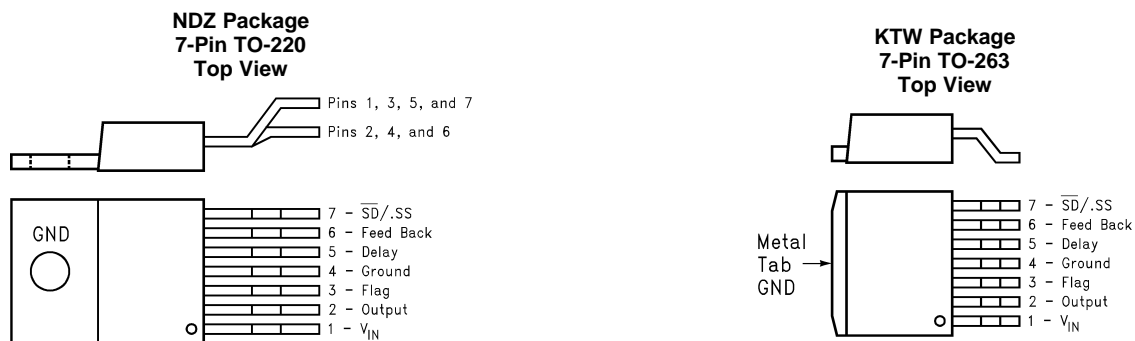 NDZ Package
7-Pin TO-220
Top View
Pins 1, 3, 5, and 7
Pins 2, 4, and 6
GND
7 - S̅D̅/.SS
6 - Feed Back
5 - Delay
4 - Ground
3 - Flag
2 - Output
1 - VIN
KTW Package
7-Pin TO-263
Top View
Metal
Tab
GND
7 - S̅D̅/.SS
6 - Feed Back
5 - Delay
4 - Ground
3 - Flag
2 - Output
1 - VIN